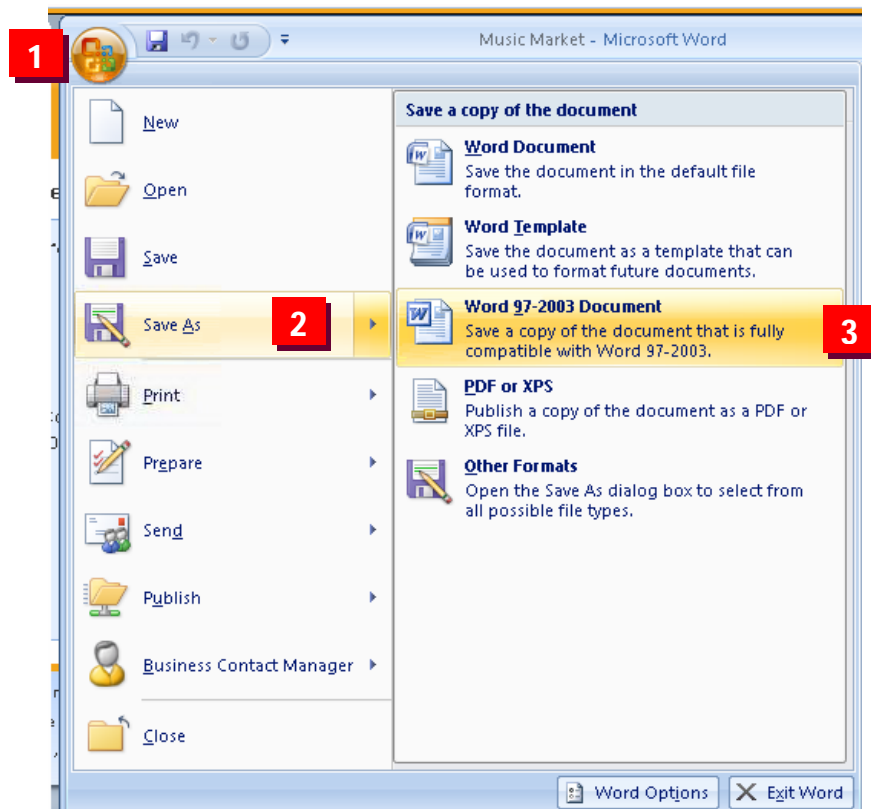 Music Market - Microsoft Word
1
New
Open
Save
Save As
2
Print
Prepare
Send
Publish
Business Contact Manager
Close
Save a copy of the document
Word Document
Save the document in the default file
format.
Word Template
Save the document as a template that can
be used to format future documents.
Word 97-2003 Document
Save a copy of the document that is fully
compatible with Word 97-2003.
3
PDF or XPS
Publish a copy of the document as a PDF or
XPS file.
Other Formats
Open the Save As dialog box to select from
all possible file types.
Word Options
Exit Word